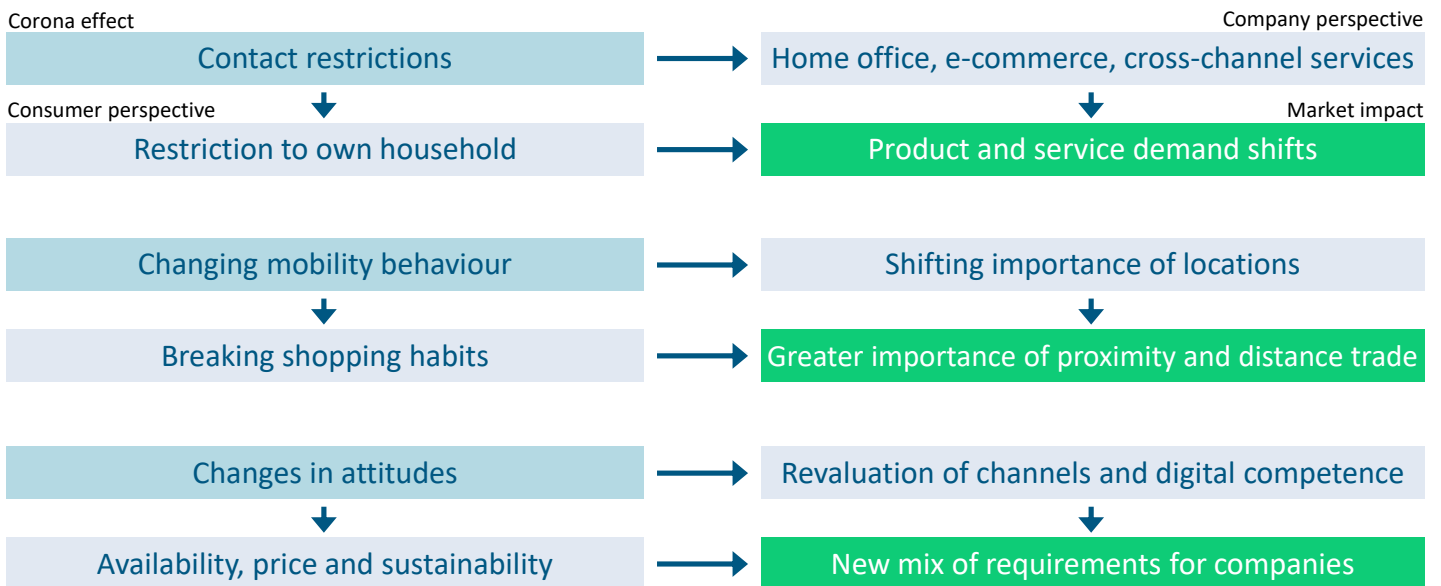 Corona effect
Company perspective
Contact restrictions
Home office, e-commerce, cross-channel services
Consumer perspective
Market impact
Restriction to own household
Product and service demand shifts
Changing mobility behaviour
Shifting importance of locations
Breaking shopping habits
Greater importance of proximity and distance trade
Changes in attitudes
Revaluation of channels and digital competence
Availability, price and sustainability
New mix of requirements for companies